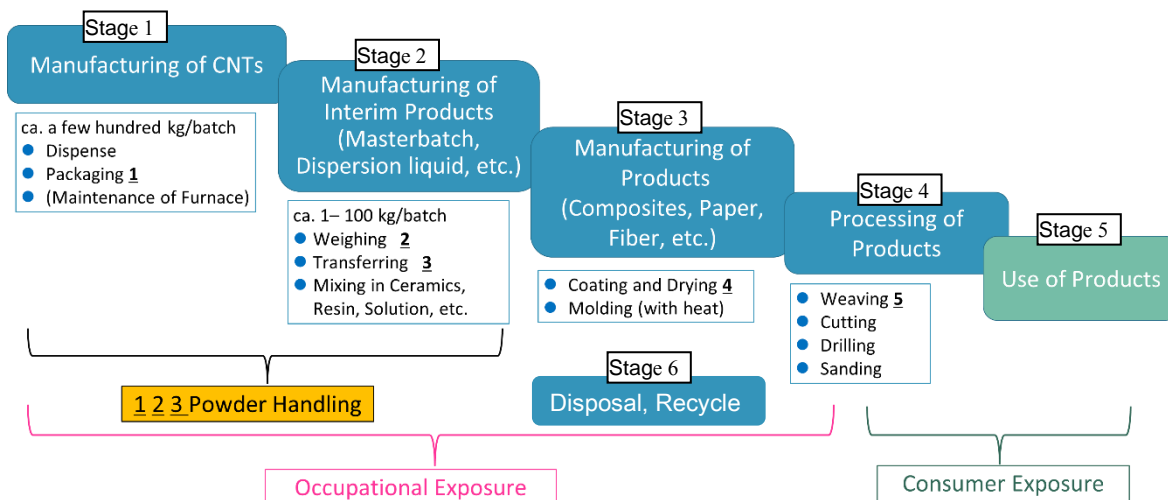 Stage 1
Manufacturing of CNTs
ca. a few hundred kg/batch
Dispense
Packaging 1
(Maintenance of Furnace)
Stage 2
Manufacturing of
Interim Products
(Masterbatch,
Dispersion liquid, etc.)
ca. 1– 100 kg/batch
Weighing 2
Transferring 3
Mixing in Ceramics,
Resin, Solution, etc.
Stage 3
Manufacturing of
Products
(Composites, Paper,
Fiber, etc.)
Coating and Drying 4
Molding (with heat)
Stage 4
Processing of
Products
Weaving 5
Cutting
Drilling
Sanding
Stage 5
Use of Products
1 2 3 Powder Handling
Stage 6
Disposal, Recycle
Occupational Exposure
Consumer Exposure